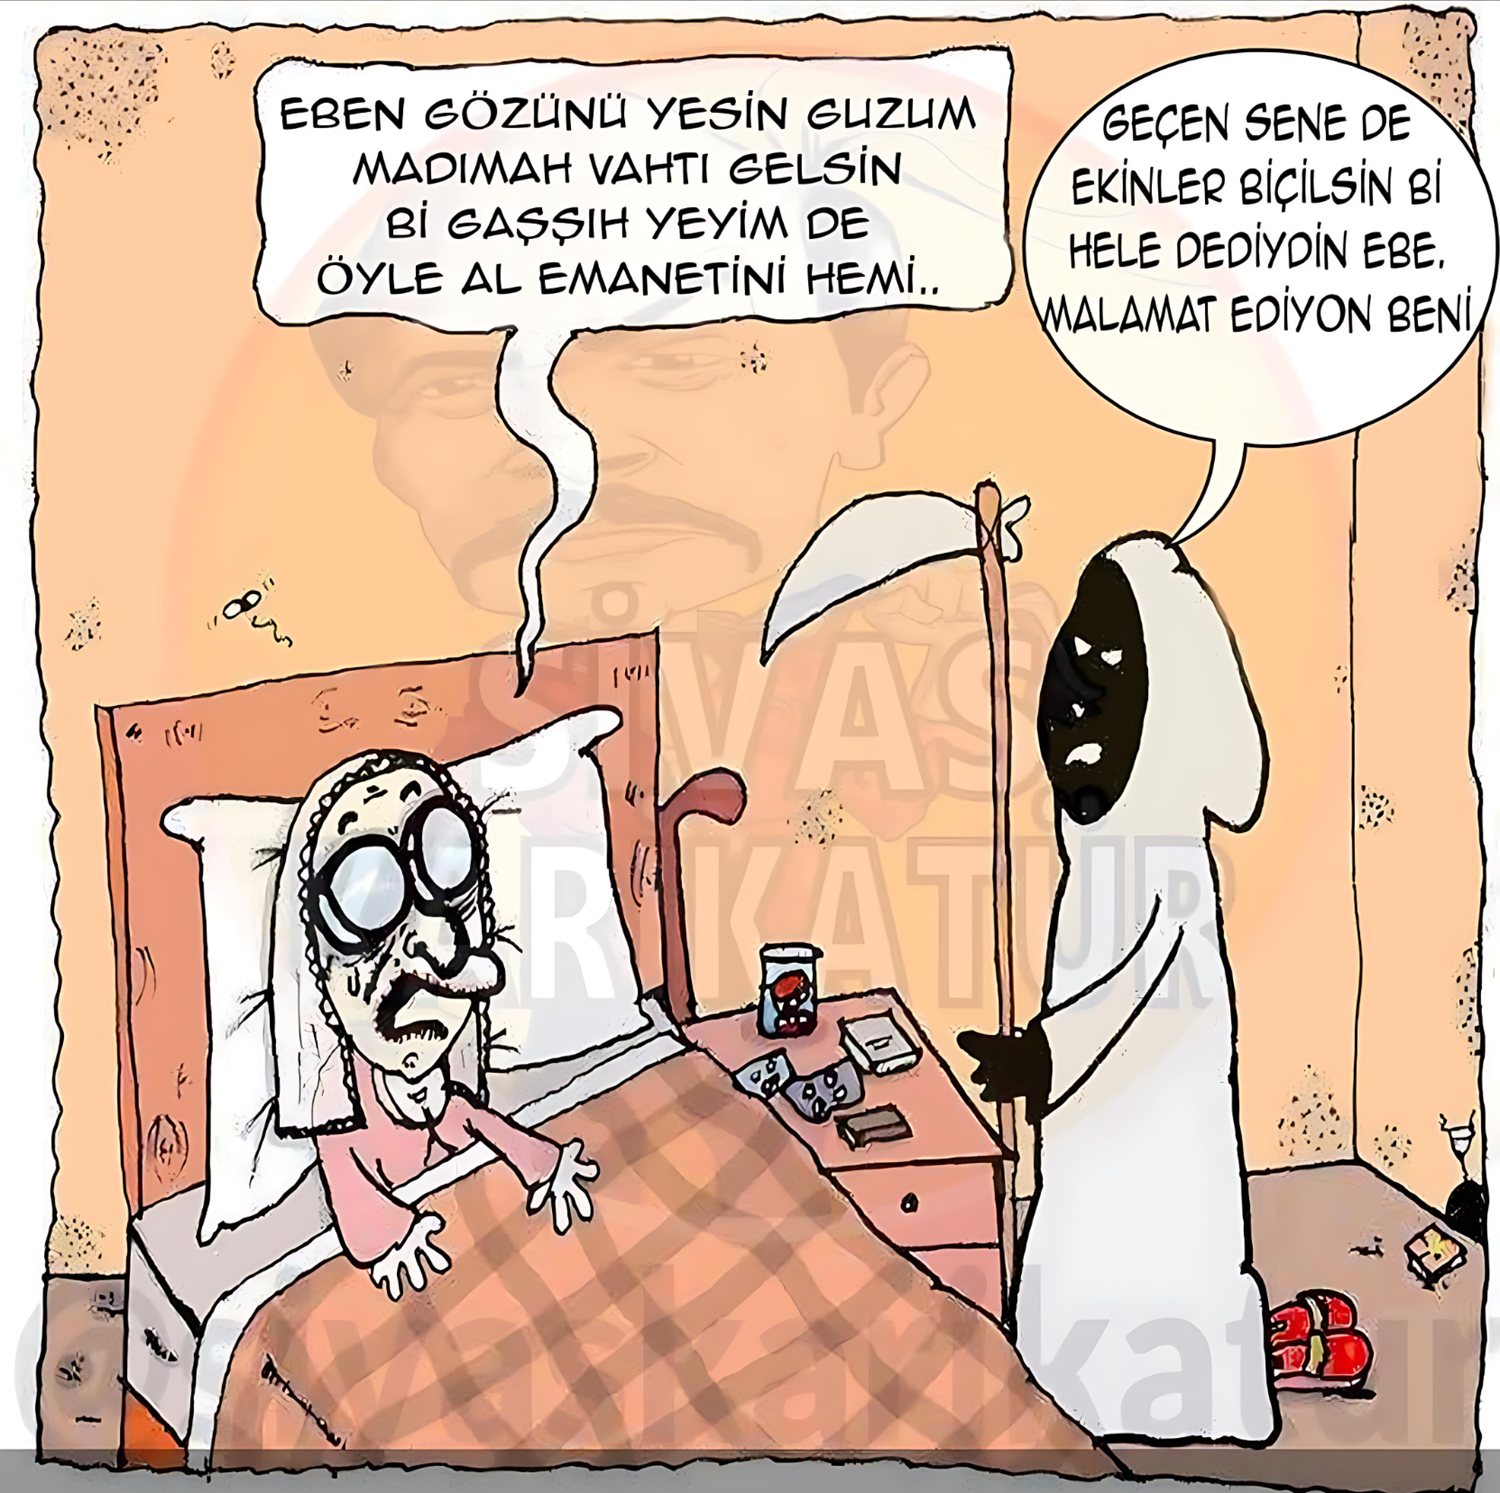 EBEN GÖZÜNÜ YESİN GUZUM
MADIMAH VAHTI GELSİN
Bİ GAŞŞIH YEYİM DE
ÖYLE AL EMANETİNİ HEMİ..
GEÇEN SENE DE
EKİNLER BİÇİLSİN Bİ
HELE DEDİYDİN EBE.
MALAMAT EDİYON BENİ
SİVAS
KARİKATÜR
@sivaskarikatur